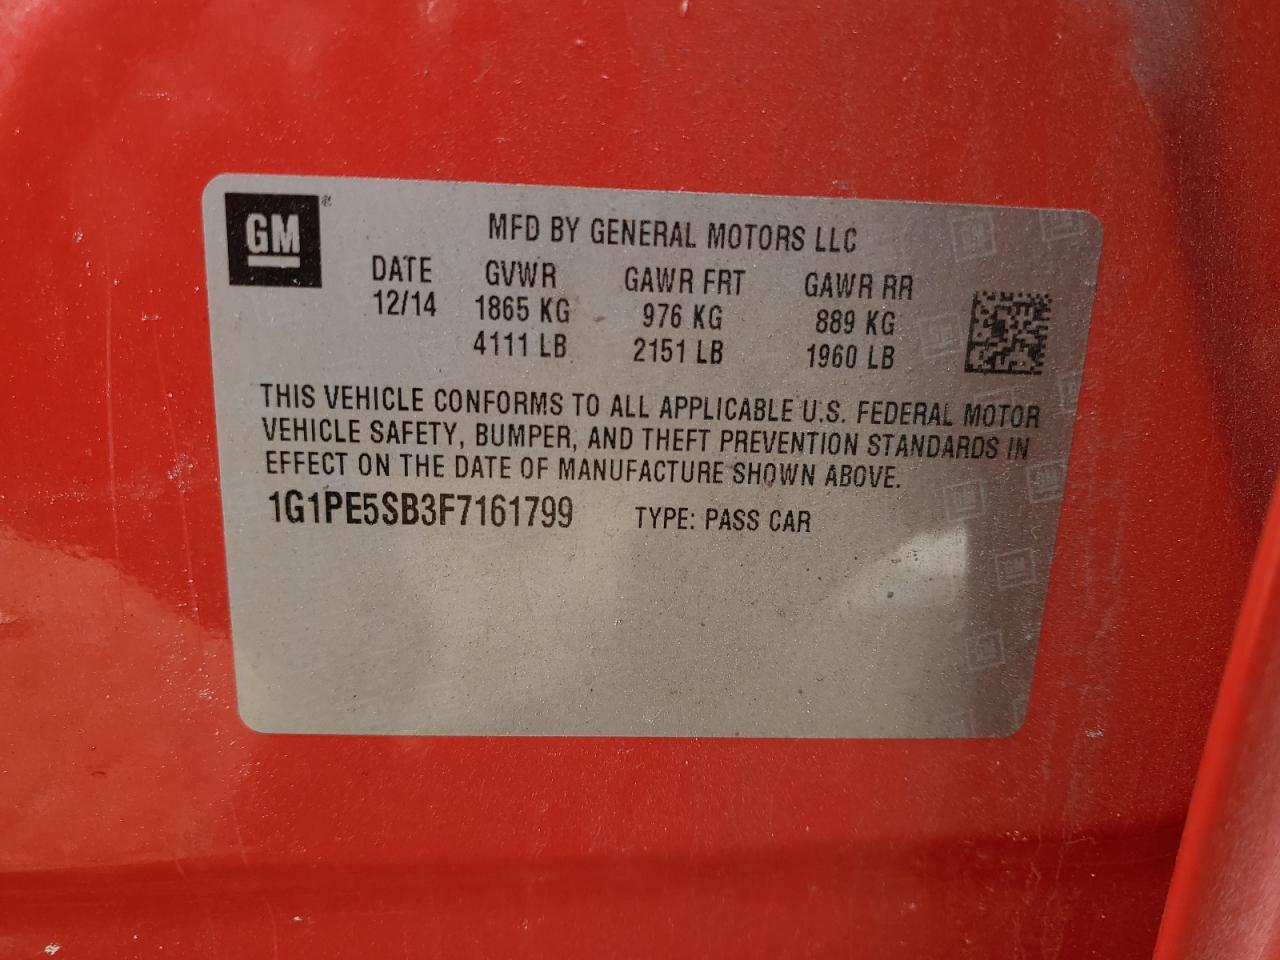 GM®
MFD BY GENERAL MOTORS LLC
DATE GVWR GAWR FRT GAWR RR
12/14 1865 KG 976 KG 889 KG
4111 LB 2151 LB 1960 LB
THIS VEHICLE CONFORMS TO ALL APPLICABLE U.S. FEDERAL MOTOR
VEHICLE SAFETY, BUMPER, AND THEFT PREVENTION STANDARDS IN
EFFECT ON THE DATE OF MANUFACTURE SHOWN ABOVE.
1G1PE5SB3F7161799 TYPE: PASS CAR